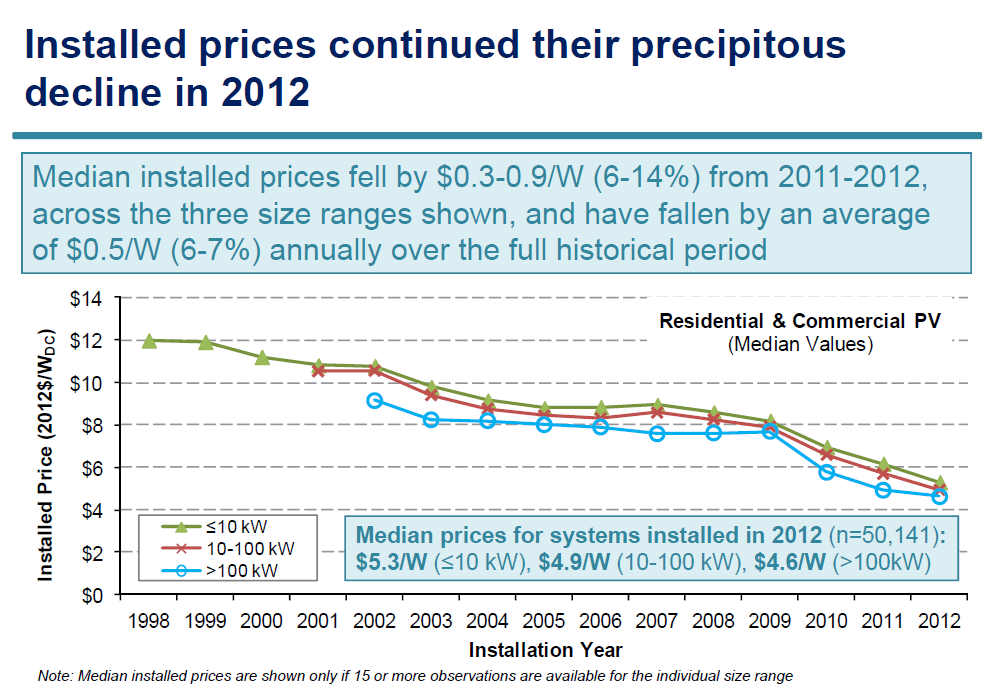 Installed prices continued their precipitous
decline in 2012
Median installed prices fell by $0.3-0.9/W (6-14%) from 2011-2012,
across the three size ranges shown, and have fallen by an average
of $0.5/W (6-7%) annually over the full historical period
Residential & Commercial PV
(Median Values)
Installed Price (2012$/WDC)
$14
$12
$10
$8
$6
$4
$2
$0
≤10 kW
10-100 kW
>100 kW
Median prices for systems installed in 2012 (n=50,141):
$5.3/W (≤10 kW), $4.9/W (10-100 kW), $4.6/W (>100kW)
1998 1999 2000 2001 2002 2003 2004 2005 2006 2007 2008 2009 2010 2011 2012
Installation Year
Note: Median installed prices are shown only if 15 or more observations are available for the individual size range